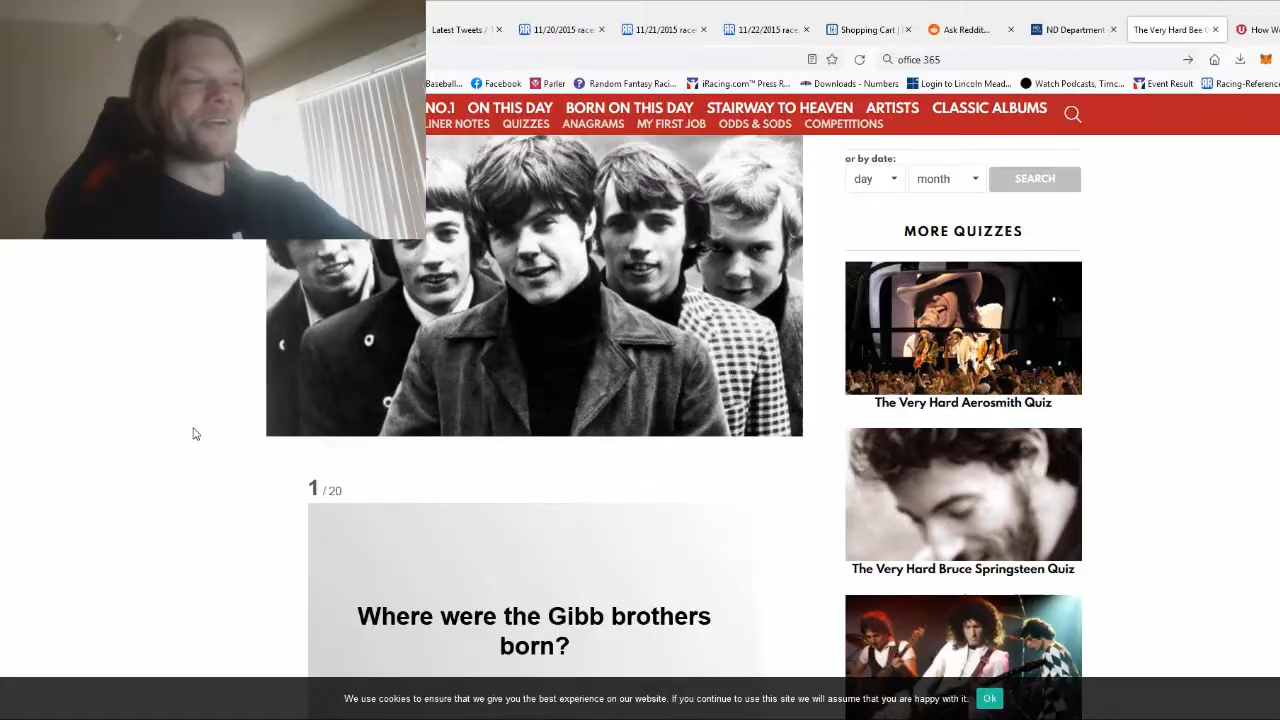 Latest Tweets /
11/20/2015 race
11/21/2015 race
11/22/2015 race
Shopping Cart |
Ask Reddit...
ND Department
The Very Hard Bee
How W
office 365
Baseball...
Facebook
Parler
Random Fantasy Raci...
iRacing.com™ Press R...
Downloads - Numbers
Login to Lincoln Mead...
Watch Podcasts, Timc...
Event Result
Racing-Reference
NO.1 ON THIS DAY BORN ON THIS DAY STAIRWAY TO HEAVEN ARTISTS CLASSIC ALBUMS
LINER NOTES QUIZZES ANAGRAMS MY FIRST JOB ODDS & SODS COMPETITIONS
or by date:
day month SEARCH
MORE QUIZZES
The Very Hard Aerosmith Quiz
The Very Hard Bruce Springsteen Quiz
1 / 20
Where were the Gibb brothers
born?
We use cookies to ensure that we give you the best experience on our website. If you continue to use this site we will assume that you are happy with it. Ok